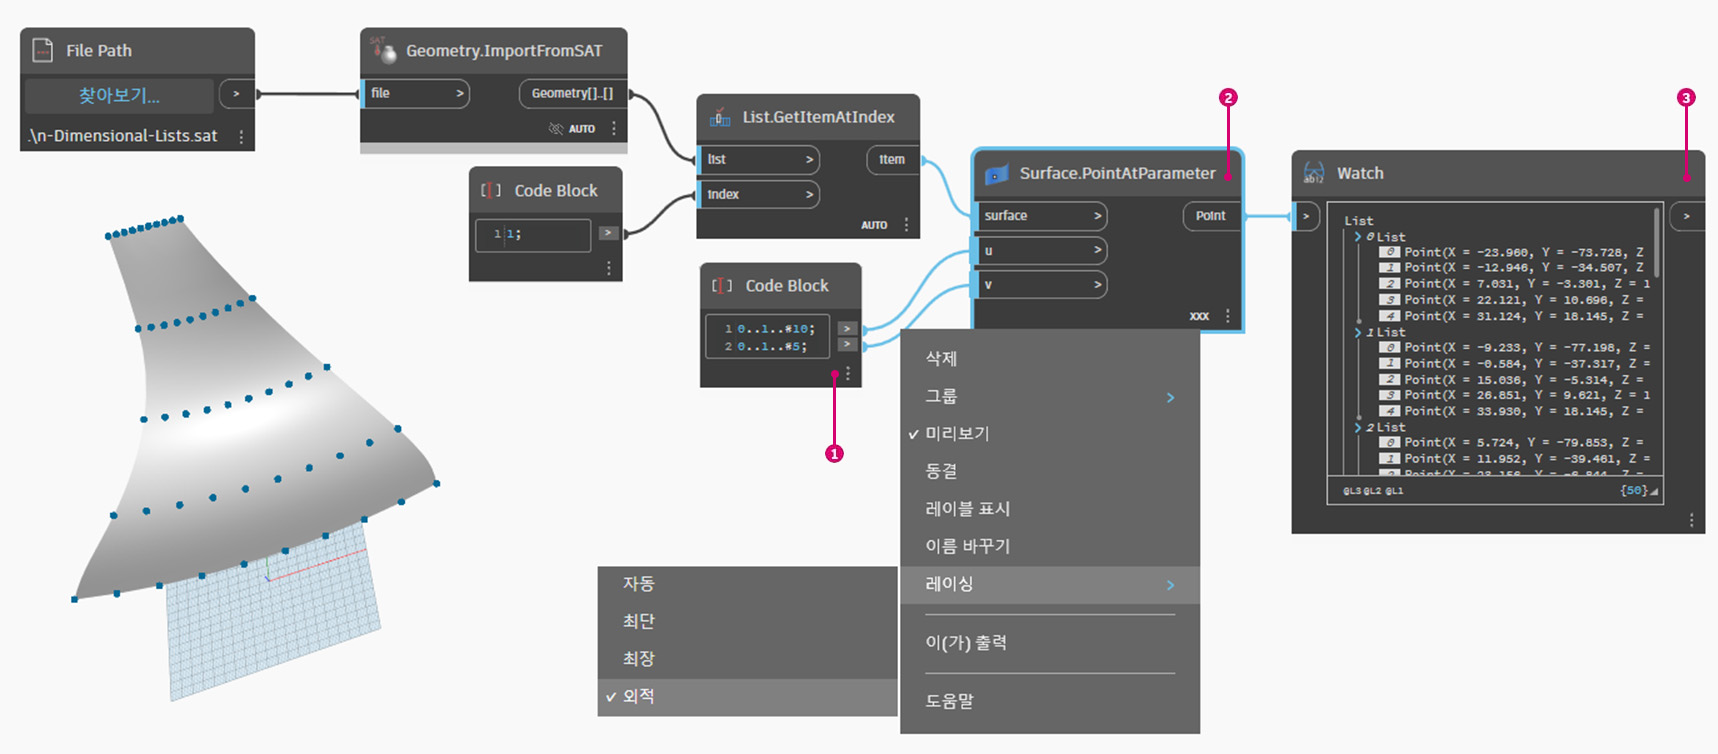 File Path
찾아보기...
>
.\n-Dimensional-Lists.sat
SAT
Geometry.ImportFromSAT
file >
Geometry[]..[]
AUTO
Code Block
1 1;
>
List.GetItemAtIndex
list >
index >
item
AUTO
Code Block
1 0..1..#10; >
2 0..1..#5; >
1
2
Surface.PointAtParameter
surface >
u >
v >
Point
xxx
3
Watch
>
>
List
0 List
0 Point(X = -23.960, Y = -73.728, Z
1 Point(X = -12.946, Y = -34.507, Z
2 Point(X = 7.031, Y = -3.301, Z = 1
3 Point(X = 22.121, Y = 10.696, Z =
4 Point(X = 31.124, Y = 18.145, Z =
1 List
0 Point(X = -9.233, Y = -77.198, Z =
1 Point(X = -0.584, Y = -37.317, Z =
2 Point(X = 15.036, Y = -5.314, Z =
3 Point(X = 26.851, Y = 9.621, Z = 1
4 Point(X = 33.930, Y = 18.145, Z =
2 List
0 Point(X = 5.724, Y = -79.853, Z =
1 Point(X = 11.952, Y = -39.461, Z =
2 Point(X = 23.156, Y = -6.844, Z =
@L3 @L2 @L1
{50}
삭제
그룹 >
✓ 미리보기
동결
레이블 표시
이름 바꾸기
레이싱 >
이(가) 출력
도움말
자동
최단
최장
✓ 외적